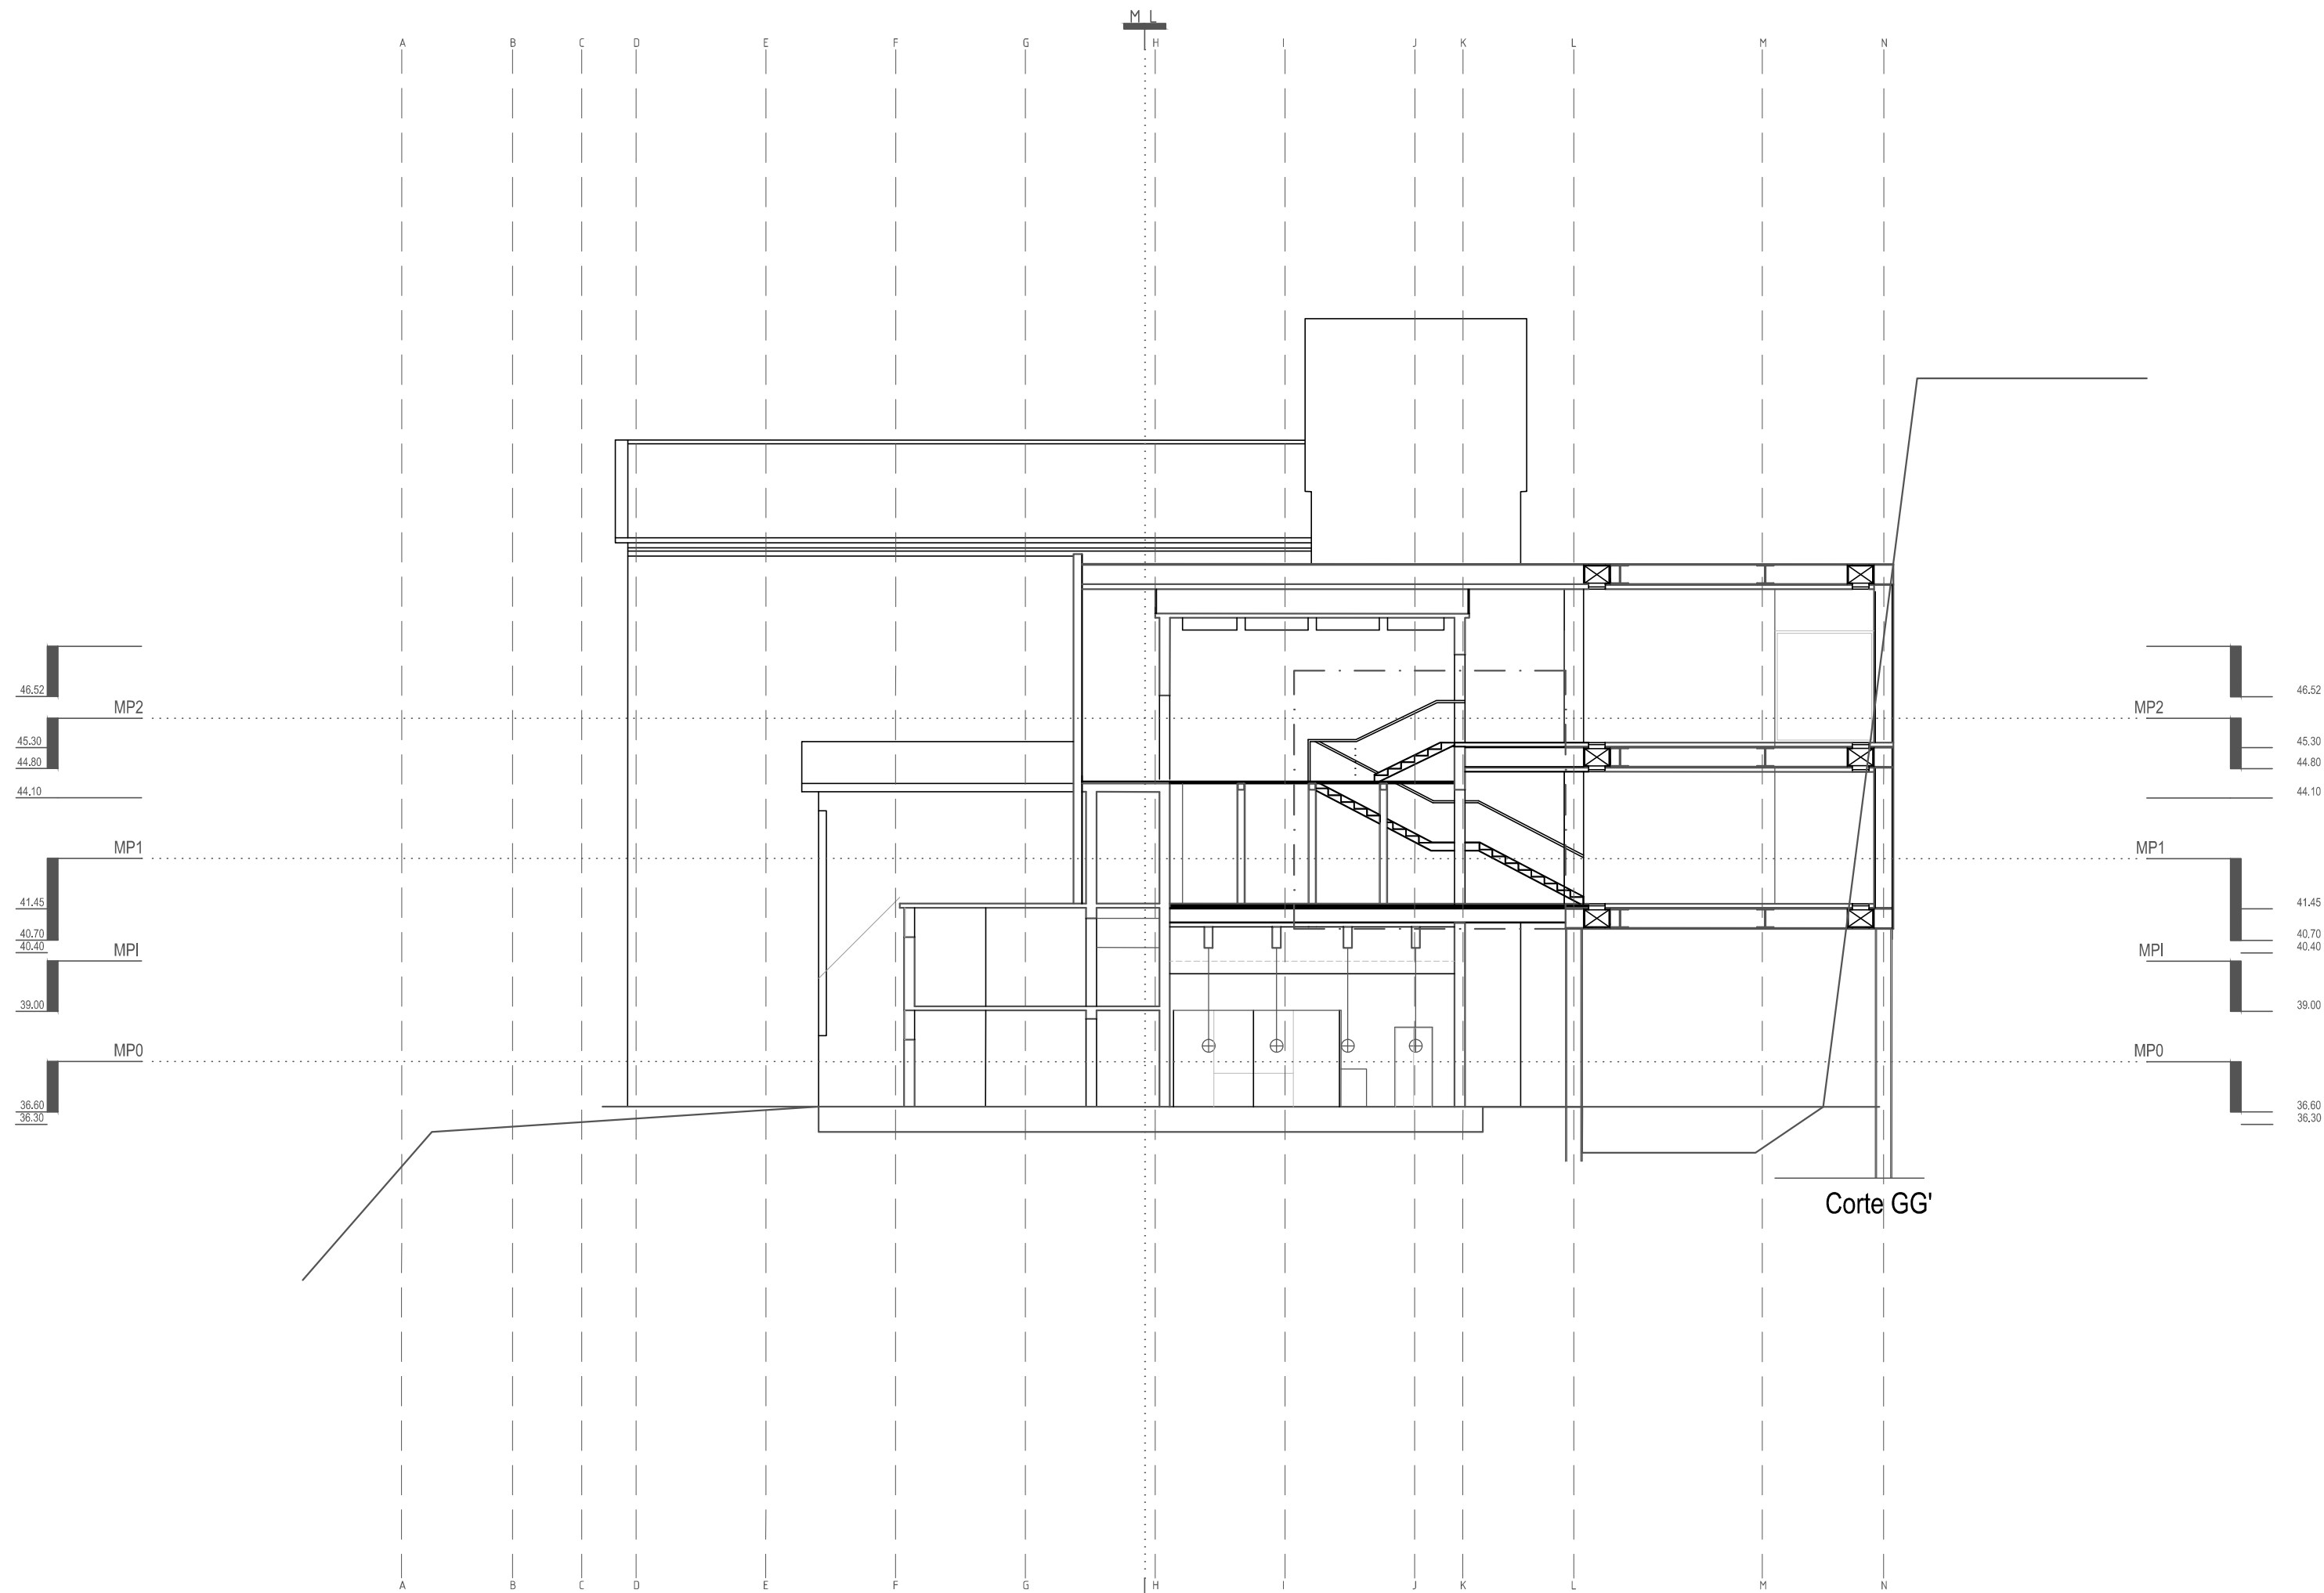 M L
A B C D E F G H I J K L M N
46.52 46.52
MP2 MP2
45.30 45.30
44.80 44.80
44.10 44.10
MP1 MP1
41.45 41.45
40.70 40.70
40.40 40.40
MPI MPI
39.00 39.00
MP0 MP0
36.60 36.60
36.30 36.30
Corte GG'
A B C D E F G H I J K L M N